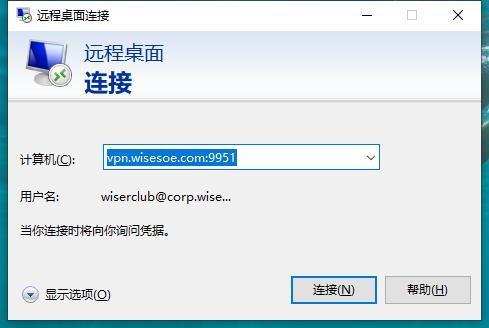 远程桌面连接
远程桌面
连接
计算机(C): vpn.wisesoe.com:9951
用户名: wiserclub@corp.wise...
当你连接时将向你询问凭据。
显示选项(O) 连接(N) 帮助(H)